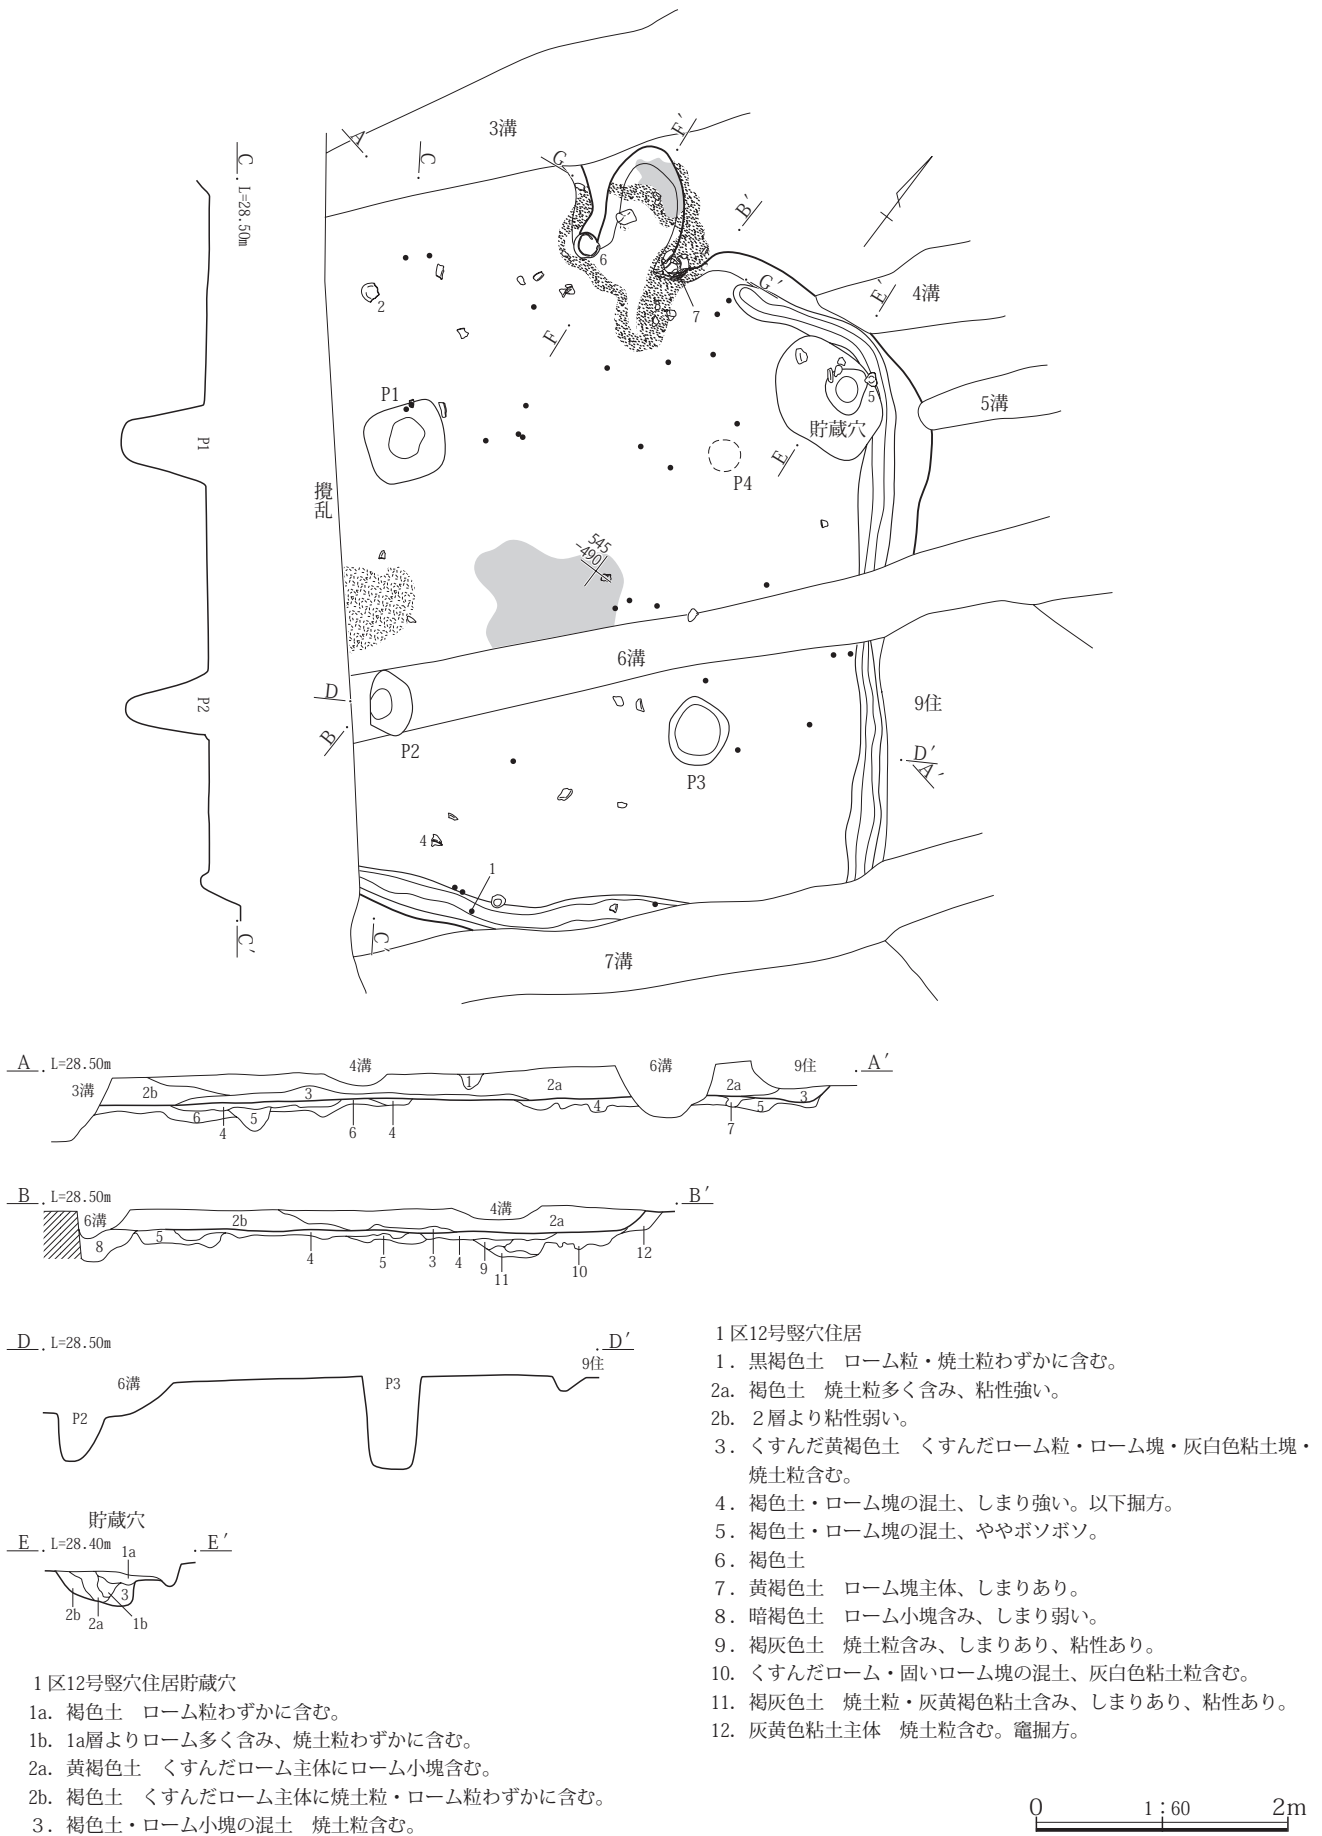 3溝
A
C
G
F′
B′
C
L=28.50m
6
2
7
G′
E′
4溝
F
P1
P1
5
5溝
貯蔵穴
E
P4
攪乱
545
-490
6溝
D
B
P2
P2
9住
D′
A′
P3
4
1
C′
C′
7溝
A L=28.50m 4溝 6溝 9住 A′
3溝 2b 3 1 2a 2a 3
6 4 5 6 4 4 7 5
7
B L=28.50m 4溝 B′
6溝 2b 2a
8 5 4 5 3 4 9 11 10 12
D L=28.50m D′
6溝 P3 9住
P2
貯蔵穴
E L=28.40m 1a E′
3
2b 2a 1b
1区12号竪穴住居貯蔵穴
1a. 褐色土　ローム粒わずかに含む。
1b. 1a層よりローム多く含み、焼土粒わずかに含む。
2a. 黄褐色土　くすんだローム主体にローム小塊含む。
2b. 褐色土　くすんだローム主体に焼土粒・ローム粒わずかに含む。
3. 褐色土・ローム小塊の混土　焼土粒含む。
1区12号竪穴住居
1. 黒褐色土　ローム粒・焼土粒わずかに含む。
2a. 褐色土　焼土粒多く含み、粘性強い。
2b. 2層より粘性弱い。
3. くすんだ黄褐色土　くすんだローム粒・ローム塊・灰白色粘土塊・
焼土粒含む。
4. 褐色土・ローム塊の混土、しまり強い。以下掘方。
5. 褐色土・ローム塊の混土、ややボソボソ。
6. 褐色土
7. 黄褐色土　ローム塊主体、しまりあり。
8. 暗褐色土　ローム小塊含み、しまり弱い。
9. 褐灰色土　焼土粒含み、しまりあり、粘性あり。
10. くすんだローム・固いローム塊の混土、灰白色粘土粒含む。
11. 褐灰色土　焼土粒・灰黄褐色粘土含み、しまりあり、粘性あり。
12. 灰黄色粘土主体　焼土粒含む。竈掘方。
0 1:60 2m